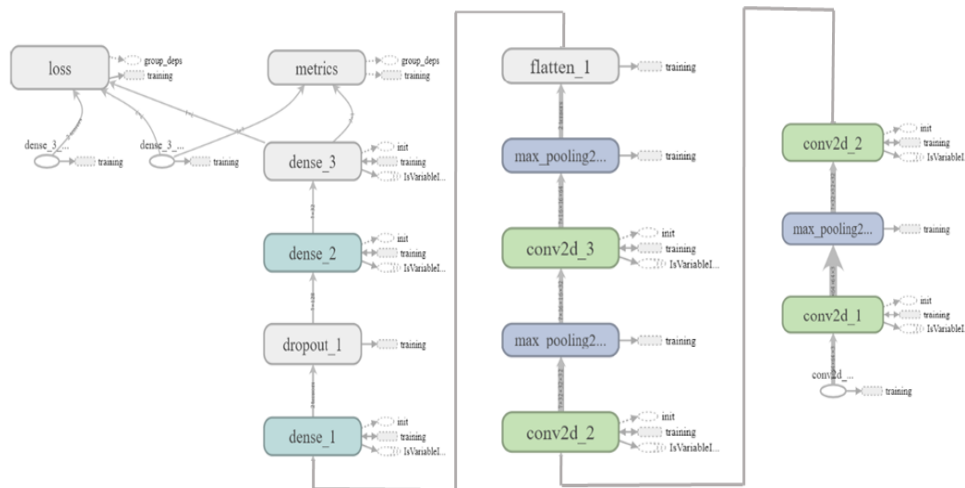 loss
group_deps
training
metrics
group_deps
training
dense_3_...
training
dense_3_...
training
dense_3
init
training
IsVariableI...
dense_2
init
training
IsVariableI...
dropout_1
training
dense_1
init
training
IsVariableI...
flatten_1
training
max_pooling2...
training
conv2d_3
init
training
IsVariableI...
max_pooling2...
training
conv2d_2
init
training
IsVariableI...
conv2d_2
init
training
IsVariableI...
max_pooling2...
training
conv2d_1
init
training
IsVariableI...
conv2d_...
training